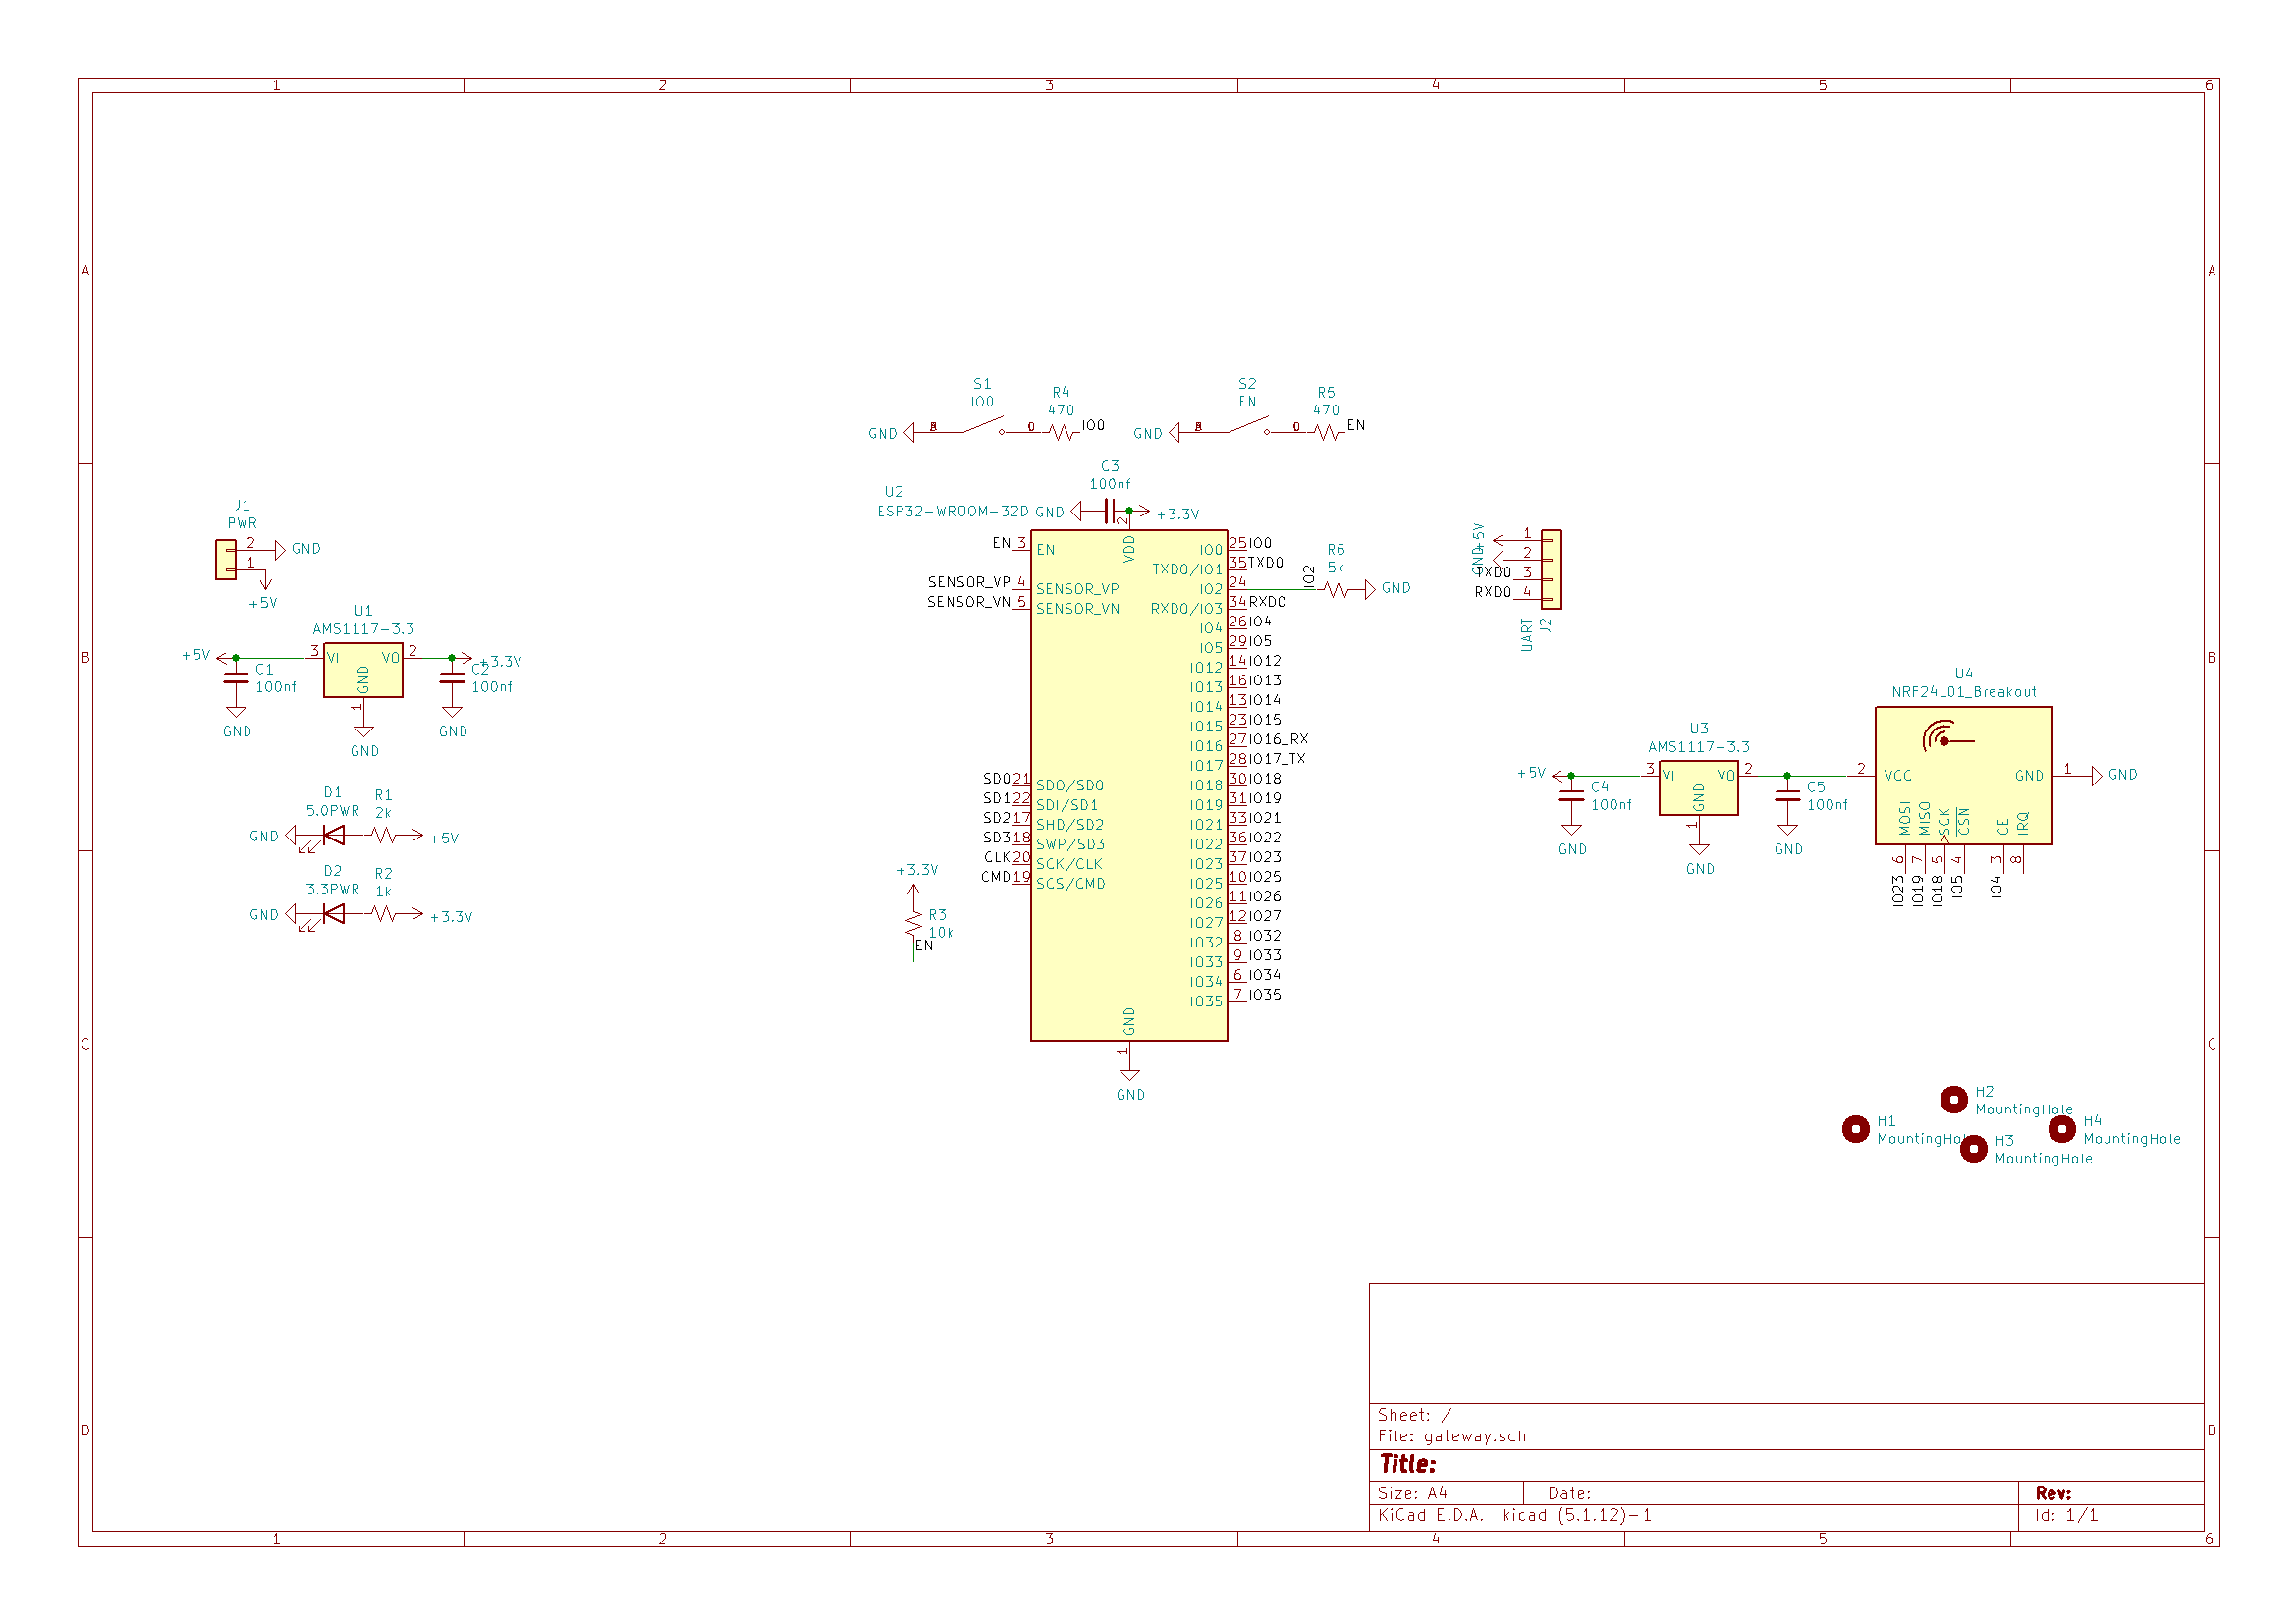 1 2 3 4 5 6
A A
S1
IO0
R4
470
GND 0 IO0
S2
EN
R5
470
GND 0 EN
C3
100nf
GND +3.3V
U2
ESP32-WROOM-32D
J1
PWR
2 GND
1
+5V
U1
AMS1117-3.3
+5V 3 VI VO 2 +3.3V
GND
1
C1
100nf
C2
100nf
GND GND
GND
D1
5.0PWR
R1
2k
GND +5V
D2
3.3PWR
R2
1k
GND +3.3V
+3.3V
R3
10k
EN
2
VDD
EN 3 EN
SENSOR_VP 4 SENSOR_VP
SENSOR_VN 5 SENSOR_VN
SD0 21 SDO/SD0
SD1 22 SDI/SD1
SD2 17 SHD/SD2
SD3 18 SWP/SD3
CLK 20 SCK/CLK
CMD 19 SCS/CMD
IO0 25 IO0
TXD0/IO1 35 TXD0
IO2 24 IO2
RXD0/IO3 34 RXD0
IO4 26 IO4
IO5 29 IO5
IO12 14 IO12
IO13 16 IO13
IO14 13 IO14
IO15 23 IO15
IO16 27 IO16_RX
IO17 28 IO17_TX
IO18 30 IO18
IO19 31 IO19
IO21 33 IO21
IO22 36 IO22
IO23 37 IO23
IO25 10 IO25
IO26 11 IO26
IO27 12 IO27
IO32 8 IO32
IO33 9 IO33
IO34 6 IO34
IO35 7 IO35
GND
1
GND
R6
5k
GND
+5V 1
GND 2
TXD0 3
RXD0 4
UART
J2
B B
U3
AMS1117-3.3
+5V 3 VI VO 2
GND
1
C4
100nf
C5
100nf
GND GND
GND
U4
NRF24L01_Breakout
2 VCC GND 1 GND
MOSI MISO SCK CSN CE IRQ
6 7 5 4 3 8
IO23 IO19 IO18 IO5 IO4
C C
H2
MountingHole
H1
MountingHol
H4
MountingHole
H3
MountingHole
D D
Sheet: /
File: gateway.sch
Title:
Size: A4 Date: Rev:
KiCad E.D.A. kicad (5.1.12)-1 Id: 1/1
1 2 3 4 5 6